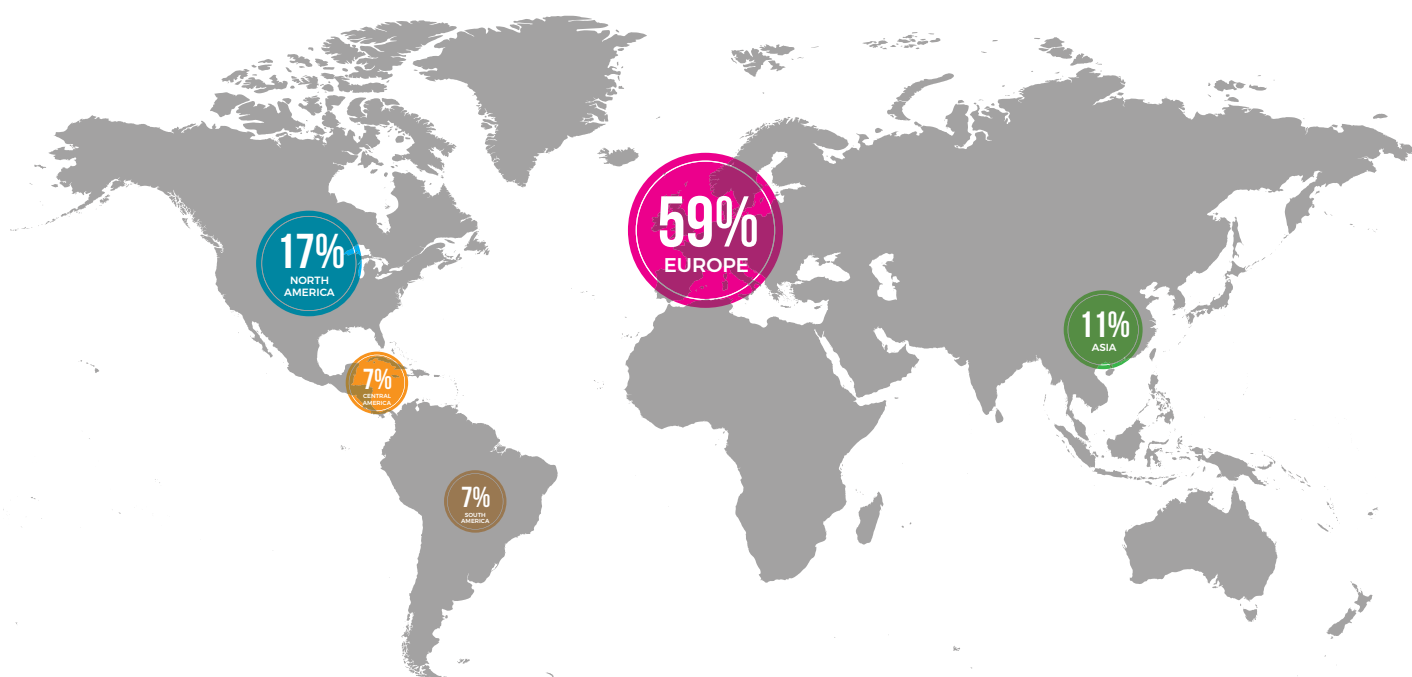 59%
EUROPE
17%
NORTH
AMERICA
11%
ASIA
7%
CENTRAL
AMERICA
7%
SOUTH
AMERICA